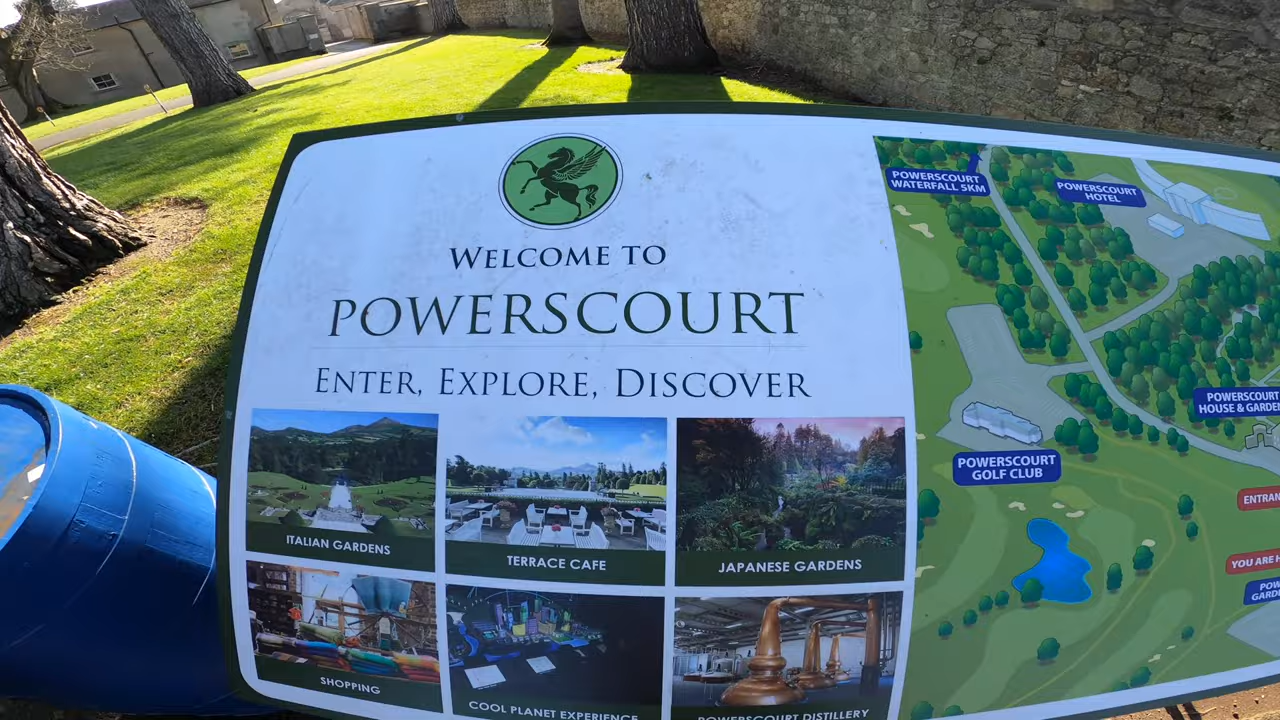 WELCOME TO
POWERSCOURT
ENTER, EXPLORE, DISCOVER
ITALIAN GARDENS
TERRACE CAFE
JAPANESE GARDENS
SHOPPING
COOL PLANET EXPERIENCE
POWERSCOURT DISTILLERY
POWERSCOURT
WATERFALL 5KM
POWERSCOURT
HOTEL
POWERSCOURT
HOUSE &
POWERSCOURT
GOLF CLUB
YOU ARE